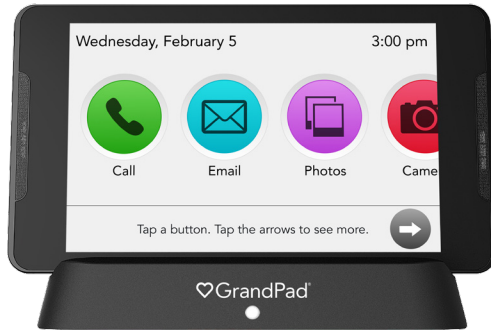 Wednesday, February 5 3:00 pm
Call Email Photos Came
Tap a button. Tap the arrows to see more.
GrandPad